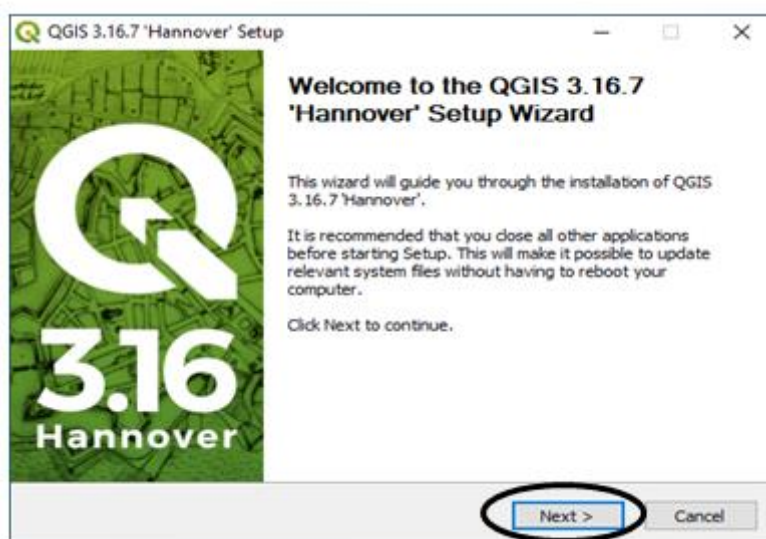 QGIS 3.16.7 'Hannover' Setup
Welcome to the QGIS 3.16.7
'Hannover' Setup Wizard
This wizard will guide you through the installation of QGIS
3.16.7 'Hannover'.
It is recommended that you close all other applications
before starting Setup. This will make it possible to update
relevant system files without having to reboot your
computer.
Click Next to continue.
3.16
Hannover
Next >
Cancel